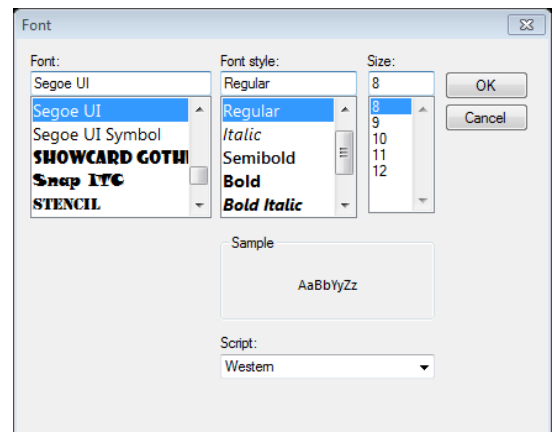 Font
Font:
Segoe UI
Segoe UI
Segoe UI Symbol
SHOWCARD GOTHI
Snap ITC
STENCIL
Font style:
Regular
Regular
Italic
Semibold
Bold
Bold Italic
Size:
8
8
9
10
11
12
OK
Cancel
Sample
AaBbYyZz
Script:
Western